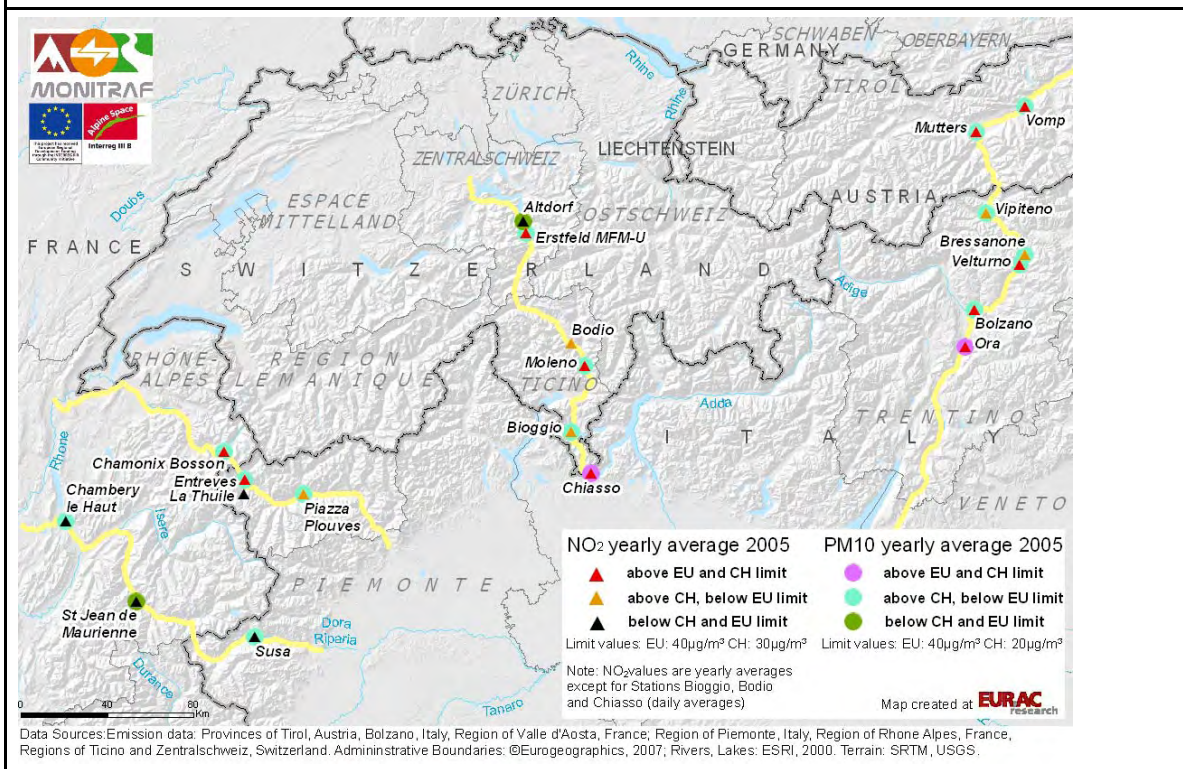 MONITRAF
Alpine Space
Interreg III B
SCHWABEN
OBERBAYERN
GERMANY
Rhine
Rhine
TIROL
ZÜRICH
Vomp
Mutters
LIECHTENSTEIN
ZENTRALSCHWEIZ
AUSTRIA
Doubs
ESPACE
MITTELLAND
Altdorf
OSTSCHWEIZ
Vipiteno
Erstfeld MFM-U
Bressanone
FRANCE
Velturno
SWITZERLAND
Adige
Bolzano
Bodio
Ora
RHÔNE-
ALPES
REGION
LEMANIQUE
Moleno
TICINO
Adda
TRENTINO
Bioggio
ITALY
Rhone
Chamonix Bosson
Entreves
La Thuile
Chiasso
Chambery
le Haut
Isere
Piazza
Plouves
VENETO
PIEMONTE
St Jean de
Maurienne
Dora
Riparia
Susa
Durance
Tanaro
0 40 80
Km
NO2 yearly average 2005
above EU and CH limit
above CH, below EU limit
below CH and EU limit
Limit values: EU: 40µg/m³ CH: 30µg/m³
PM10 yearly average 2005
above EU and CH limit
above CH, below EU limit
below CH and EU limit
Limit values: EU: 40µg/m³ CH: 20µg/m³
Note: NO2values are yearly averages
except for Stations Bioggio, Bodio
and Chiasso (daily averages)
Map created at EURAC
research
Data Sources:Emission data: Provinces of Tirol, Austria, Bolzano, Italy, Region of Valle d'Aosta, France; Region of Piemonte, Italy, Region of Rhone Alpes, France,
Regions of Ticino and Zentralschweiz, Switzerland. Admininstrative Boundaries: ©Eurogeographics, 2007; Rivers, Lakes: ESRI, 2000. Terrain: SRTM, USGS.